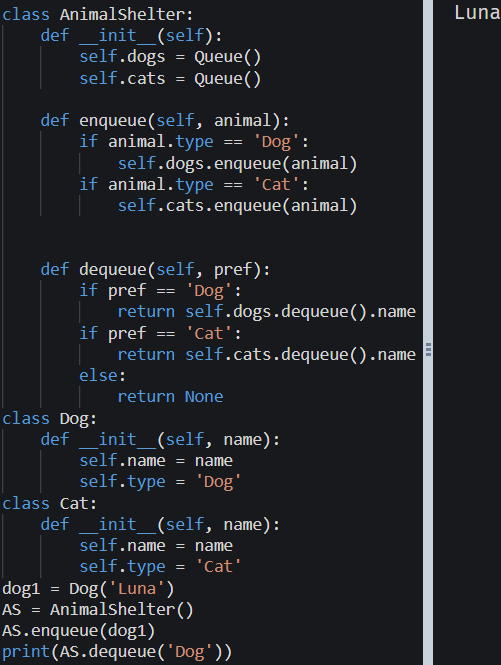 class AnimalShelter:
    def __init__(self):
        self.dogs = Queue()
        self.cats = Queue()

    def enqueue(self, animal):
        if animal.type == 'Dog':
            self.dogs.enqueue(animal)
        if animal.type == 'Cat':
            self.cats.enqueue(animal)


    def dequeue(self, pref):
        if pref == 'Dog':
            return self.dogs.dequeue().name
        if pref == 'Cat':
            return self.cats.dequeue().name
        else:
            return None
class Dog:
    def __init__(self, name):
        self.name = name
        self.type = 'Dog'
class Cat:
    def __init__(self, name):
        self.name = name
        self.type = 'Cat'
dog1 = Dog('Luna')
AS = AnimalShelter()
AS.enqueue(dog1)
print(AS.dequeue('Dog'))
Luna